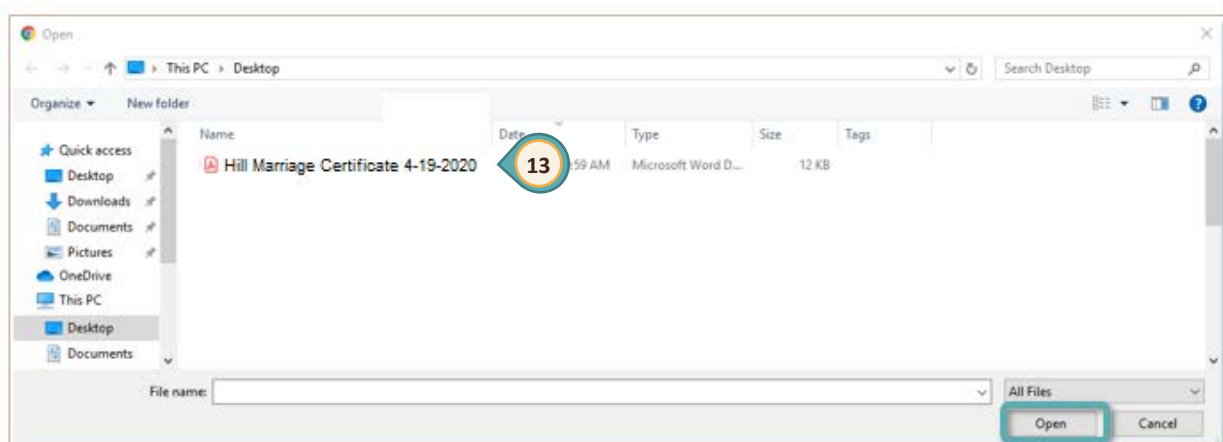 Open
This PC > Desktop
Search Desktop
Organize
New folder
Name Date Type Size Tags
Quick access
Desktop
Downloads
Documents
Pictures
OneDrive
This PC
Desktop
Documents
Hill Marriage Certificate 4-19-2020 13 :59 AM Microsoft Word D... 12 KB
File name:
All Files
Open Cancel